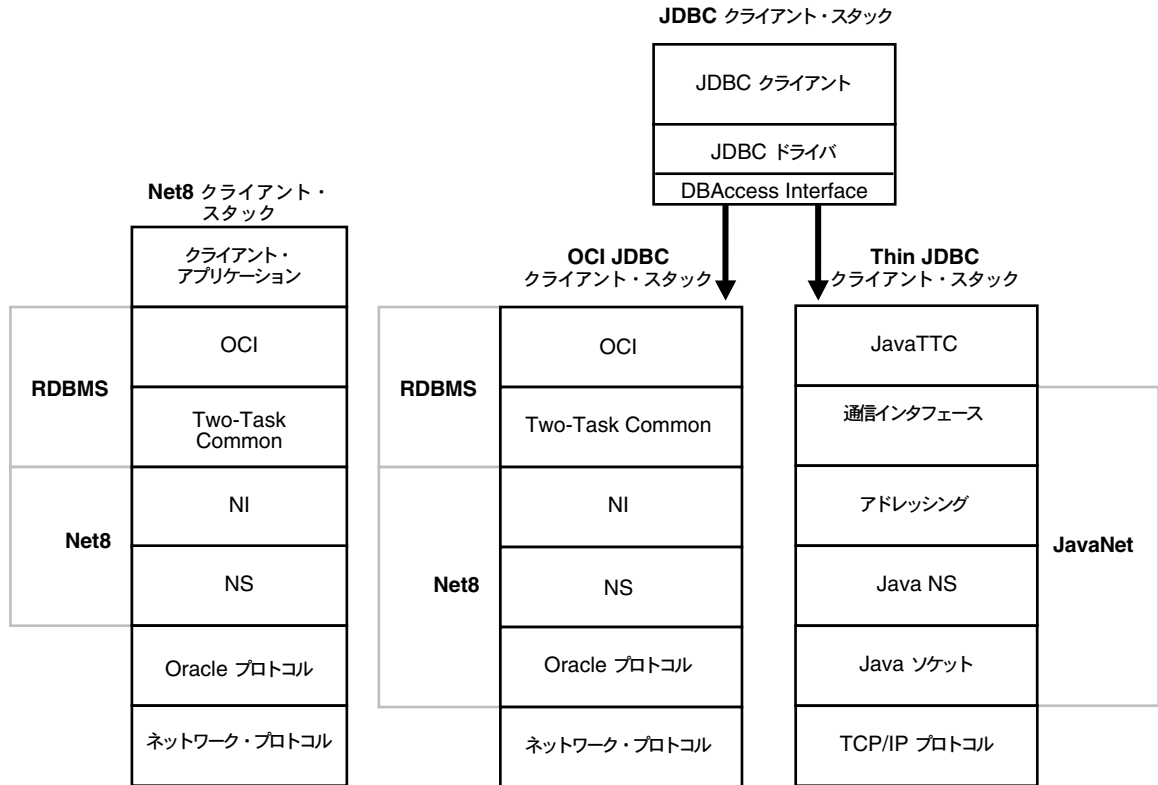 JDBC クライアント・スタック
JDBC クライアント
JDBC ドライバ
DBAccess Interface
Net8 クライアント・
スタック
クライアント・
アプリケーション
RDBMS
OCI
Two-Task
Common
Net8
NI
NS
Oracle プロトコル
ネットワーク・プロトコル
OCI JDBC
クライアント・スタック
RDBMS
OCI
Two-Task Common
Net8
NI
NS
Oracle プロトコル
ネットワーク・プロトコル
Thin JDBC
クライアント・スタック
JavaTTC
通信インタフェース
アドレッシング
Java NS
Java ソケット
TCP/IP プロトコル
JavaNet